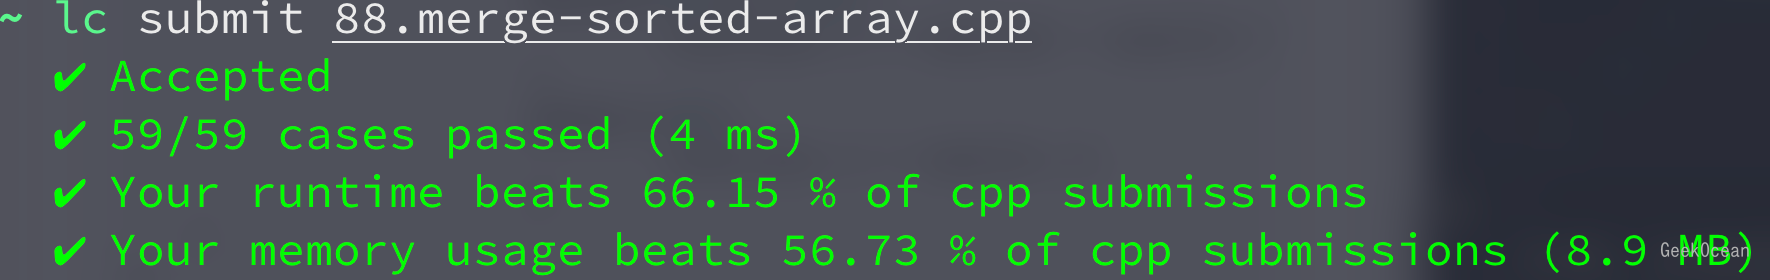 ~ lc submit 88.merge-sorted-array.cpp
✔ Accepted
✔ 59/59 cases passed (4 ms)
✔ Your runtime beats 66.15 % of cpp submissions
✔ Your memory usage beats 56.73 % of cpp submissions (8.9 MB)
GeekOcean